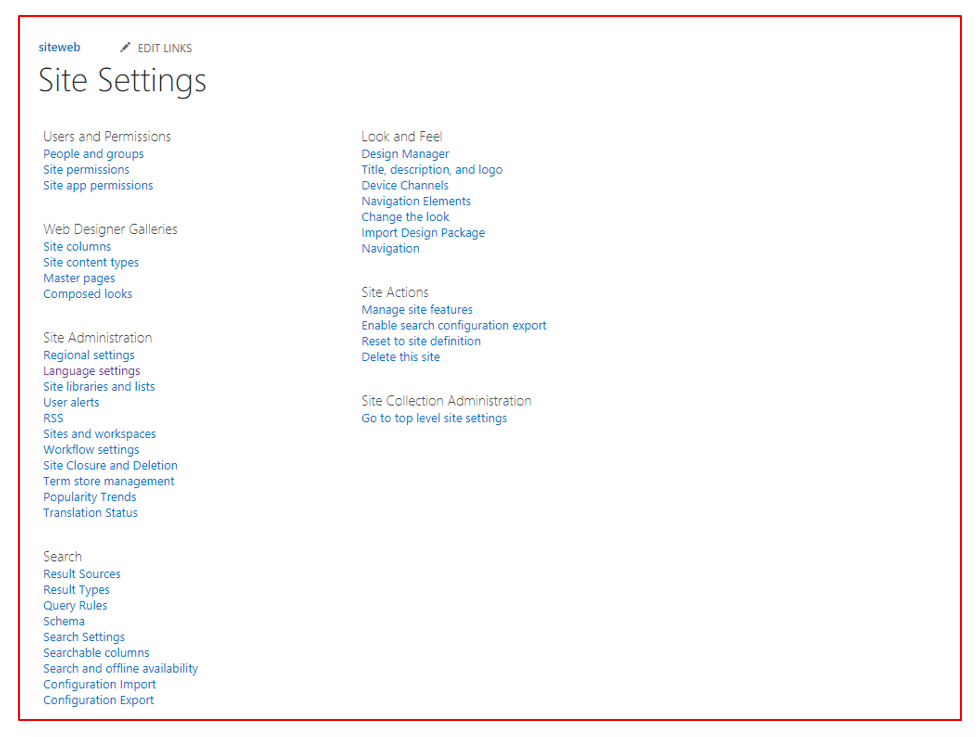 siteweb EDIT LINKS
Site Settings
Users and Permissions
People and groups
Site permissions
Site app permissions
Web Designer Galleries
Site columns
Site content types
Master pages
Composed looks
Site Administration
Regional settings
Language settings
Site libraries and lists
User alerts
RSS
Sites and workspaces
Workflow settings
Site Closure and Deletion
Term store management
Popularity Trends
Translation Status
Search
Result Sources
Result Types
Query Rules
Schema
Search Settings
Searchable columns
Search and offline availability
Configuration Import
Configuration Export
Look and Feel
Design Manager
Title, description, and logo
Device Channels
Navigation Elements
Change the look
Import Design Package
Navigation
Site Actions
Manage site features
Enable search configuration export
Reset to site definition
Delete this site
Site Collection Administration
Go to top level site settings